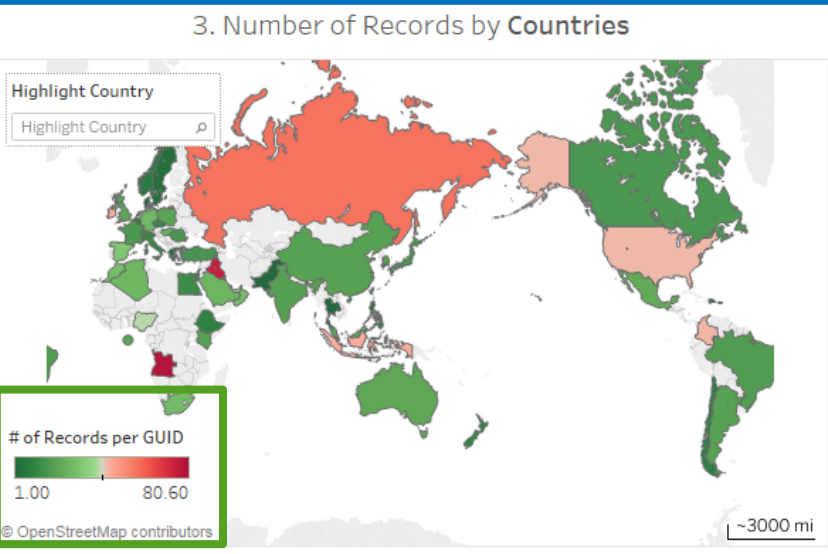 3. Number of Records by Countries
Highlight Country
Highlight Country
# of Records per GUID
1.00 80.60
© OpenStreetMap contributors
~3000 mi